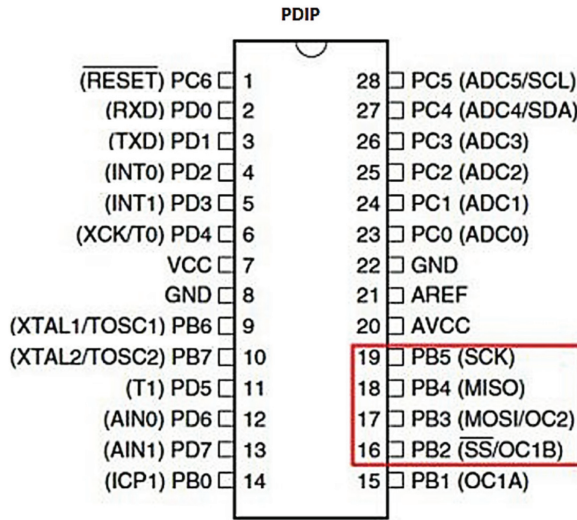 PDIP
(RESET) PC6 1 28 PC5 (ADC5/SCL)
(RXD) PD0 2 27 PC4 (ADC4/SDA)
(TXD) PD1 3 26 PC3 (ADC3)
(INT0) PD2 4 25 PC2 (ADC2)
(INT1) PD3 5 24 PC1 (ADC1)
(XCK/T0) PD4 6 23 PC0 (ADC0)
VCC 7 22 GND
GND 8 21 AREF
(XTAL1/TOSC1) PB6 9 20 AVCC
(XTAL2/TOSC2) PB7 10 19 PB5 (SCK)
(T1) PD5 11 18 PB4 (MISO)
(AIN0) PD6 12 17 PB3 (MOSI/OC2)
(AIN1) PD7 13 16 PB2 (SS/OC1B)
(ICP1) PB0 14 15 PB1 (OC1A)